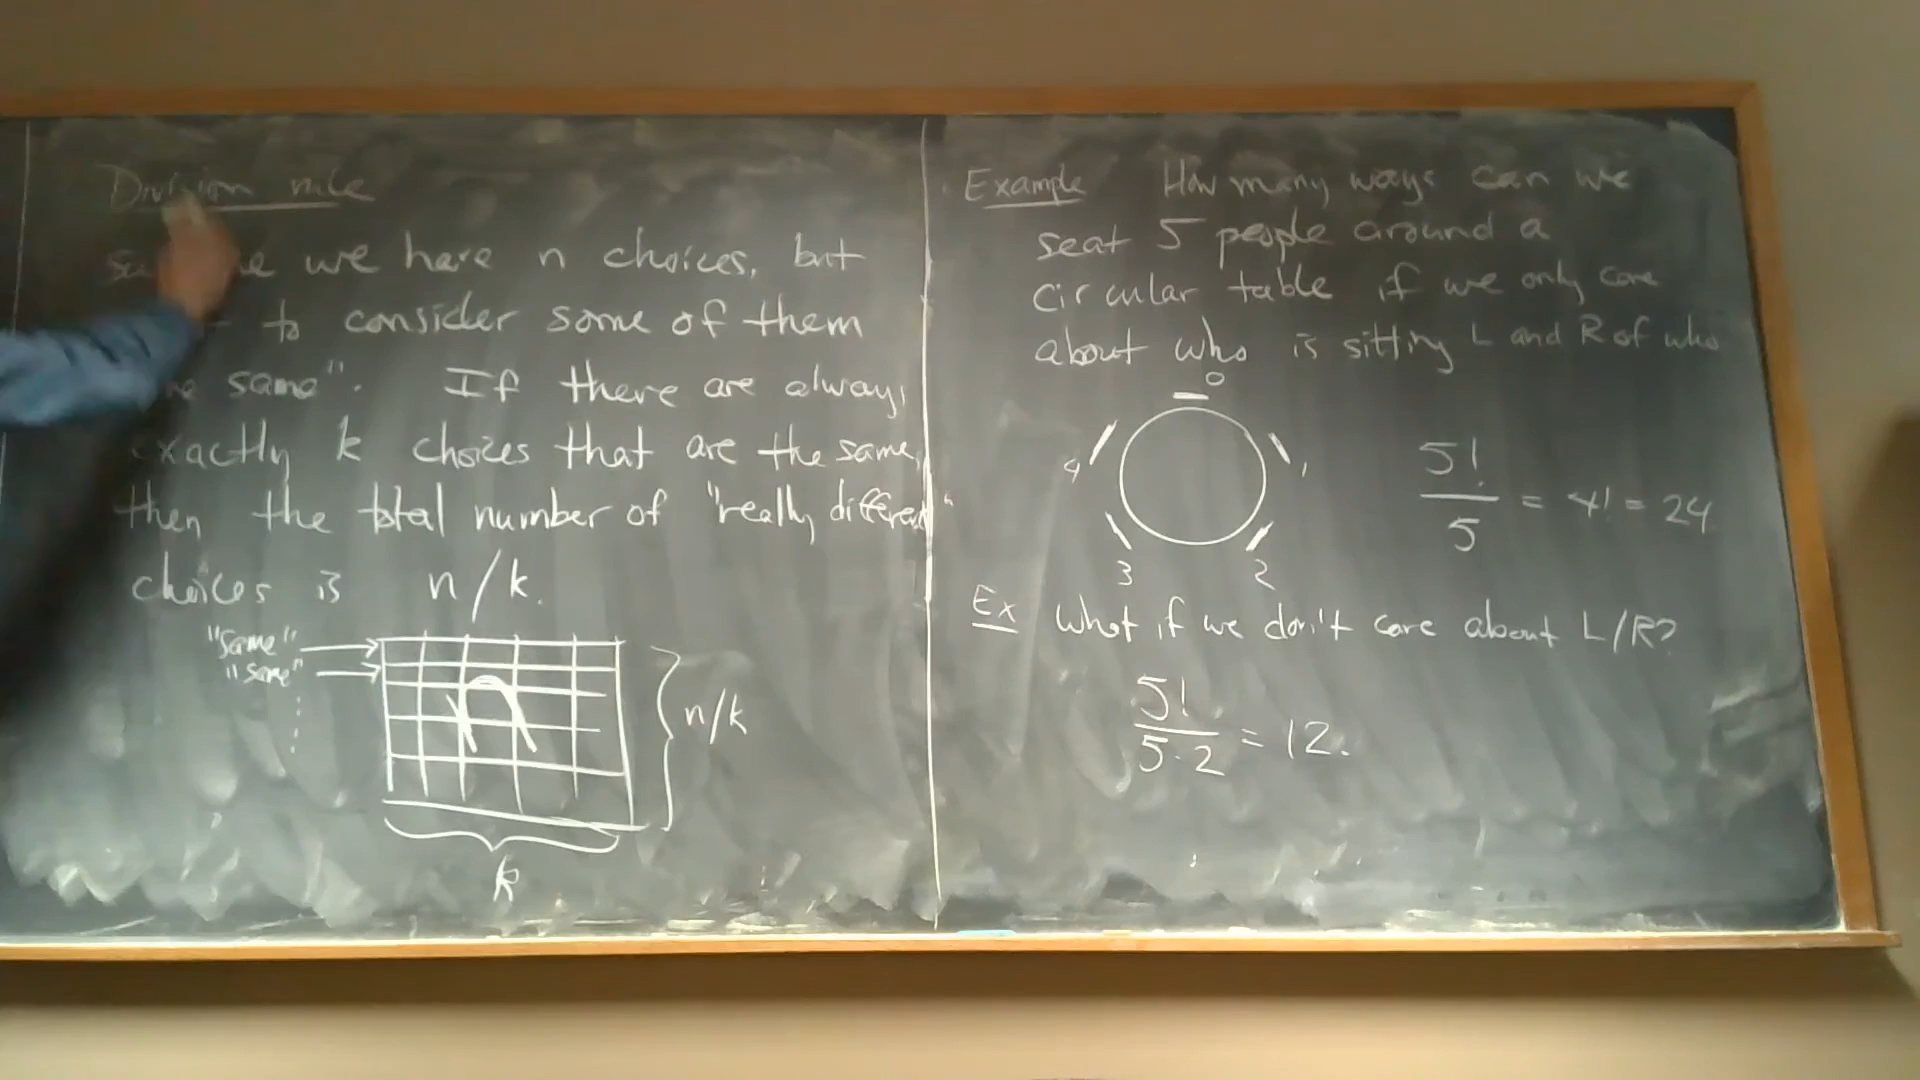 Division rule
we have n choices, but
to consider some of them
same". If there are always
exactly k choices that are the same,
then the total number of "really different"
choices is n/k.
"same"
"same"
n/k
k
Example How many ways can we
seat 5 people around a
circular table if we only care
about who is sitting L and R of who
0
4 1
3 2
5!/5 = 4! = 24
Ex What if we don't care about L/R?
5!/5·2 = 12.